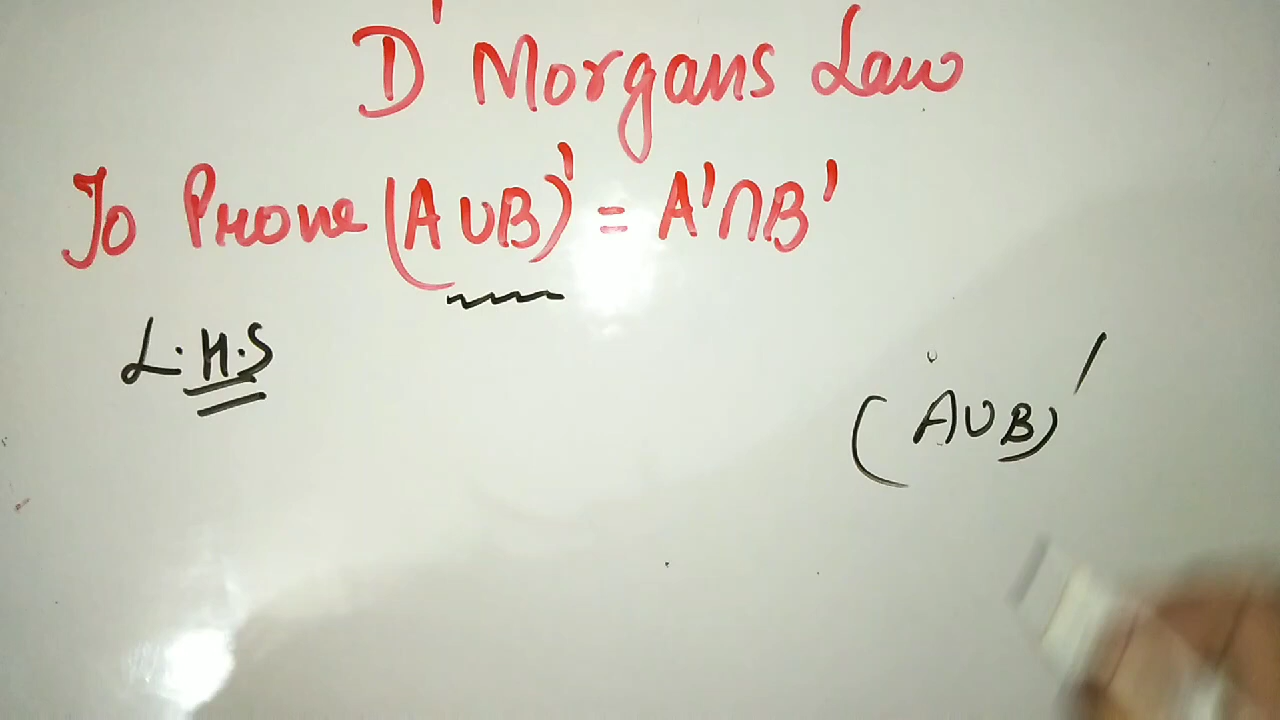 D' Morgans Law
To Prove (A∪B)' = A'∩B'
L.H.S
(A∪B)'